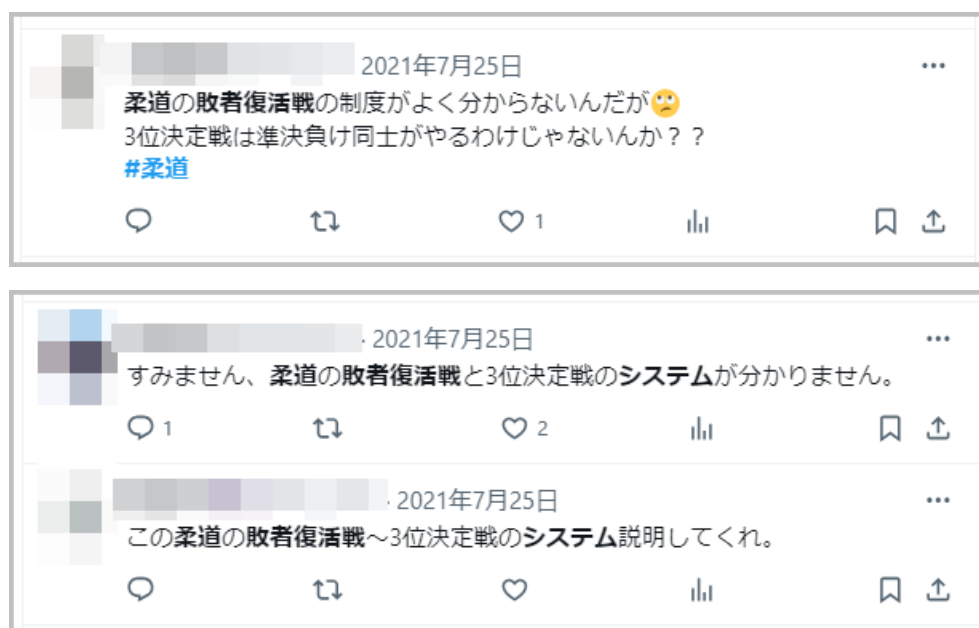 2021年7月25日
柔道の敗者復活戦の制度がよく分からないんだが🙄
3位決定戦は準決負け同士がやるわけじゃないんか？？
#柔道
1
· 2021年7月25日
すみません、柔道の敗者復活戦と3位決定戦のシステムが分かりません。
1 2
· 2021年7月25日
この柔道の敗者復活戦～3位決定戦のシステム説明してくれ。